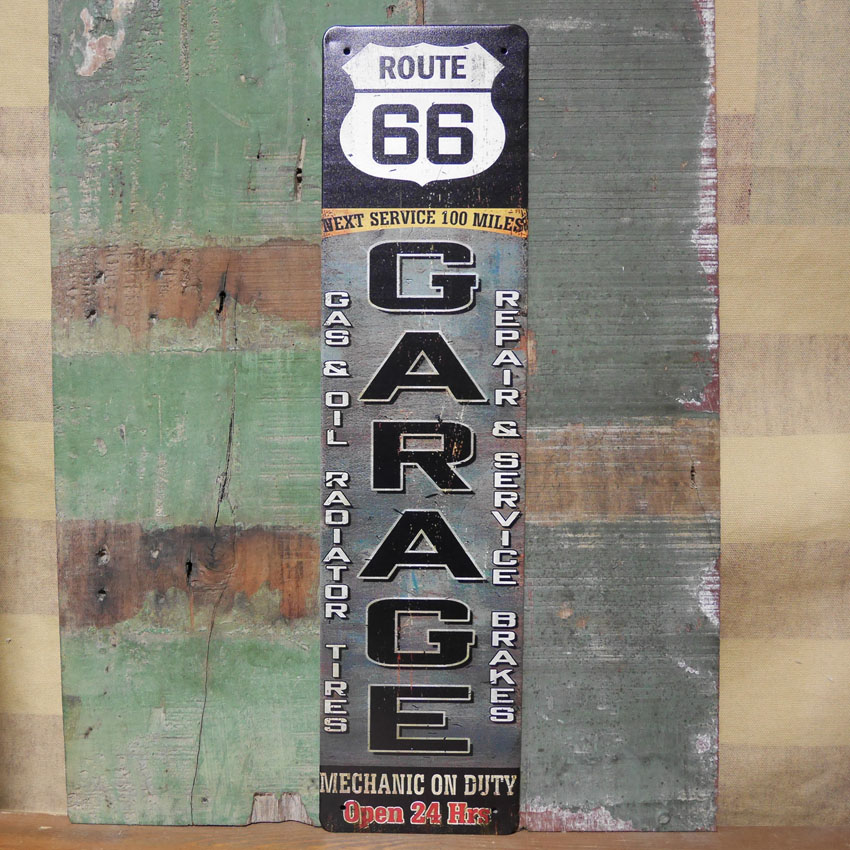 ROUTE
66
NEXT SERVICE 100 MILES
GARAGE
GAS & OIL RADIATOR TIRES
REPAIR & SERVICE BRAKES
MECHANIC ON DUTY
Open 24 Hrs